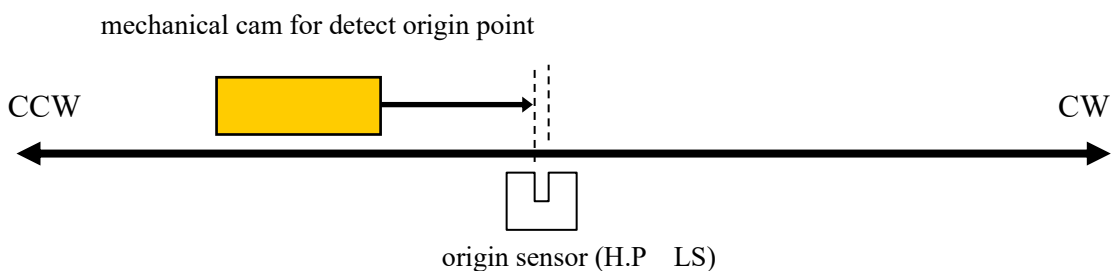 mechanical cam for detect origin point
CCW
CW
origin sensor (H.P LS)